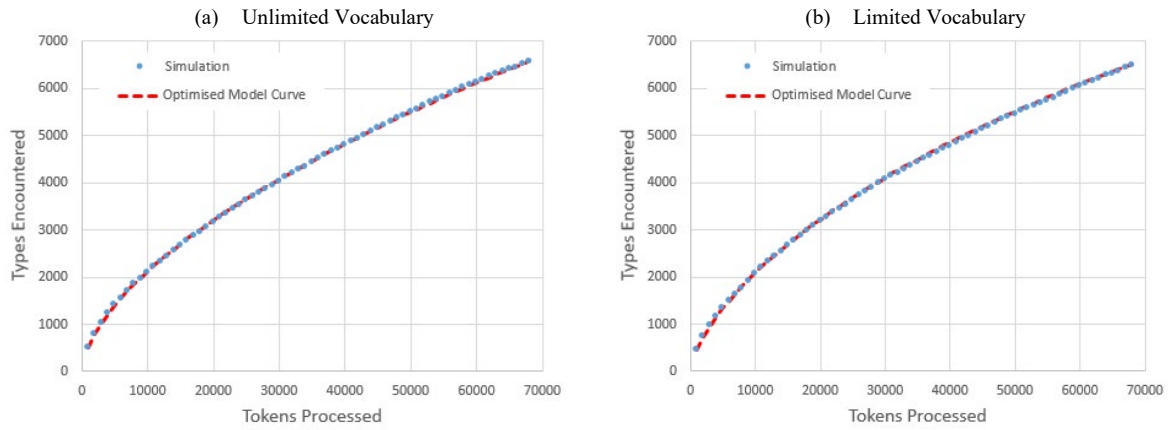 (a) Unlimited Vocabulary
7000
6000
5000
4000
3000
2000
1000
0
Types Encountered
Simulation
Optimised Model Curve
0 10000 20000 30000 40000 50000 60000 70000
Tokens Processed
(b) Limited Vocabulary
7000
6000
5000
4000
3000
2000
1000
0
Types Encountered
Simulation
Optimised Model Curve
0 10000 20000 30000 40000 50000 60000 70000
Tokens Processed